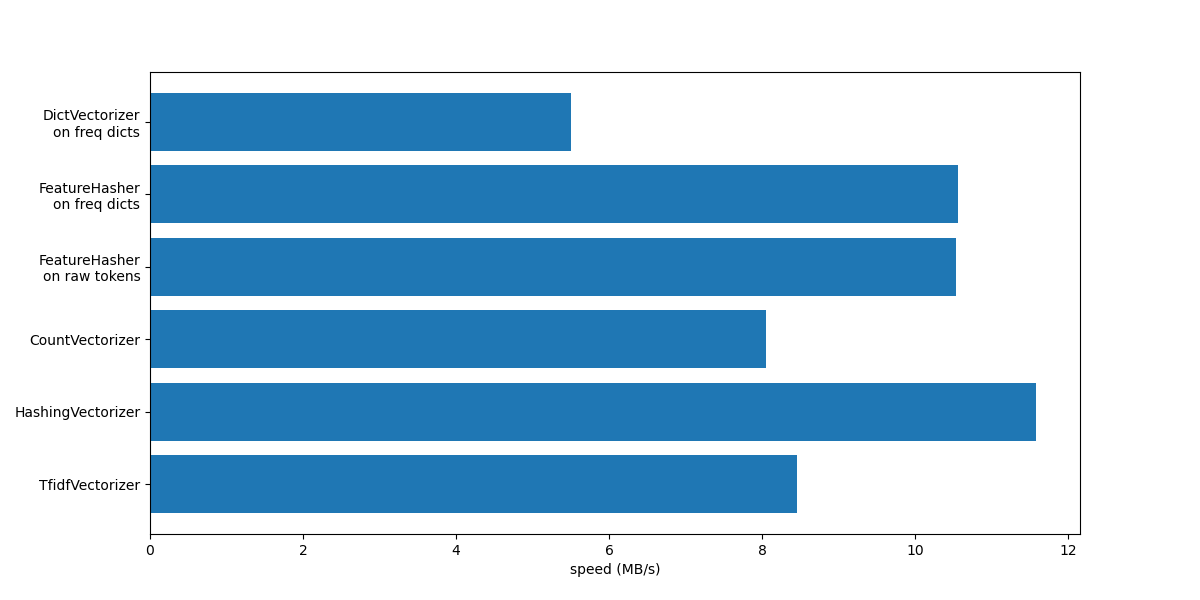 DictVectorizer
on freq dicts
FeatureHasher
on freq dicts
FeatureHasher
on raw tokens
CountVectorizer
HashingVectorizer
TfidfVectorizer
0 2 4 6 8 10 12
speed (MB/s)